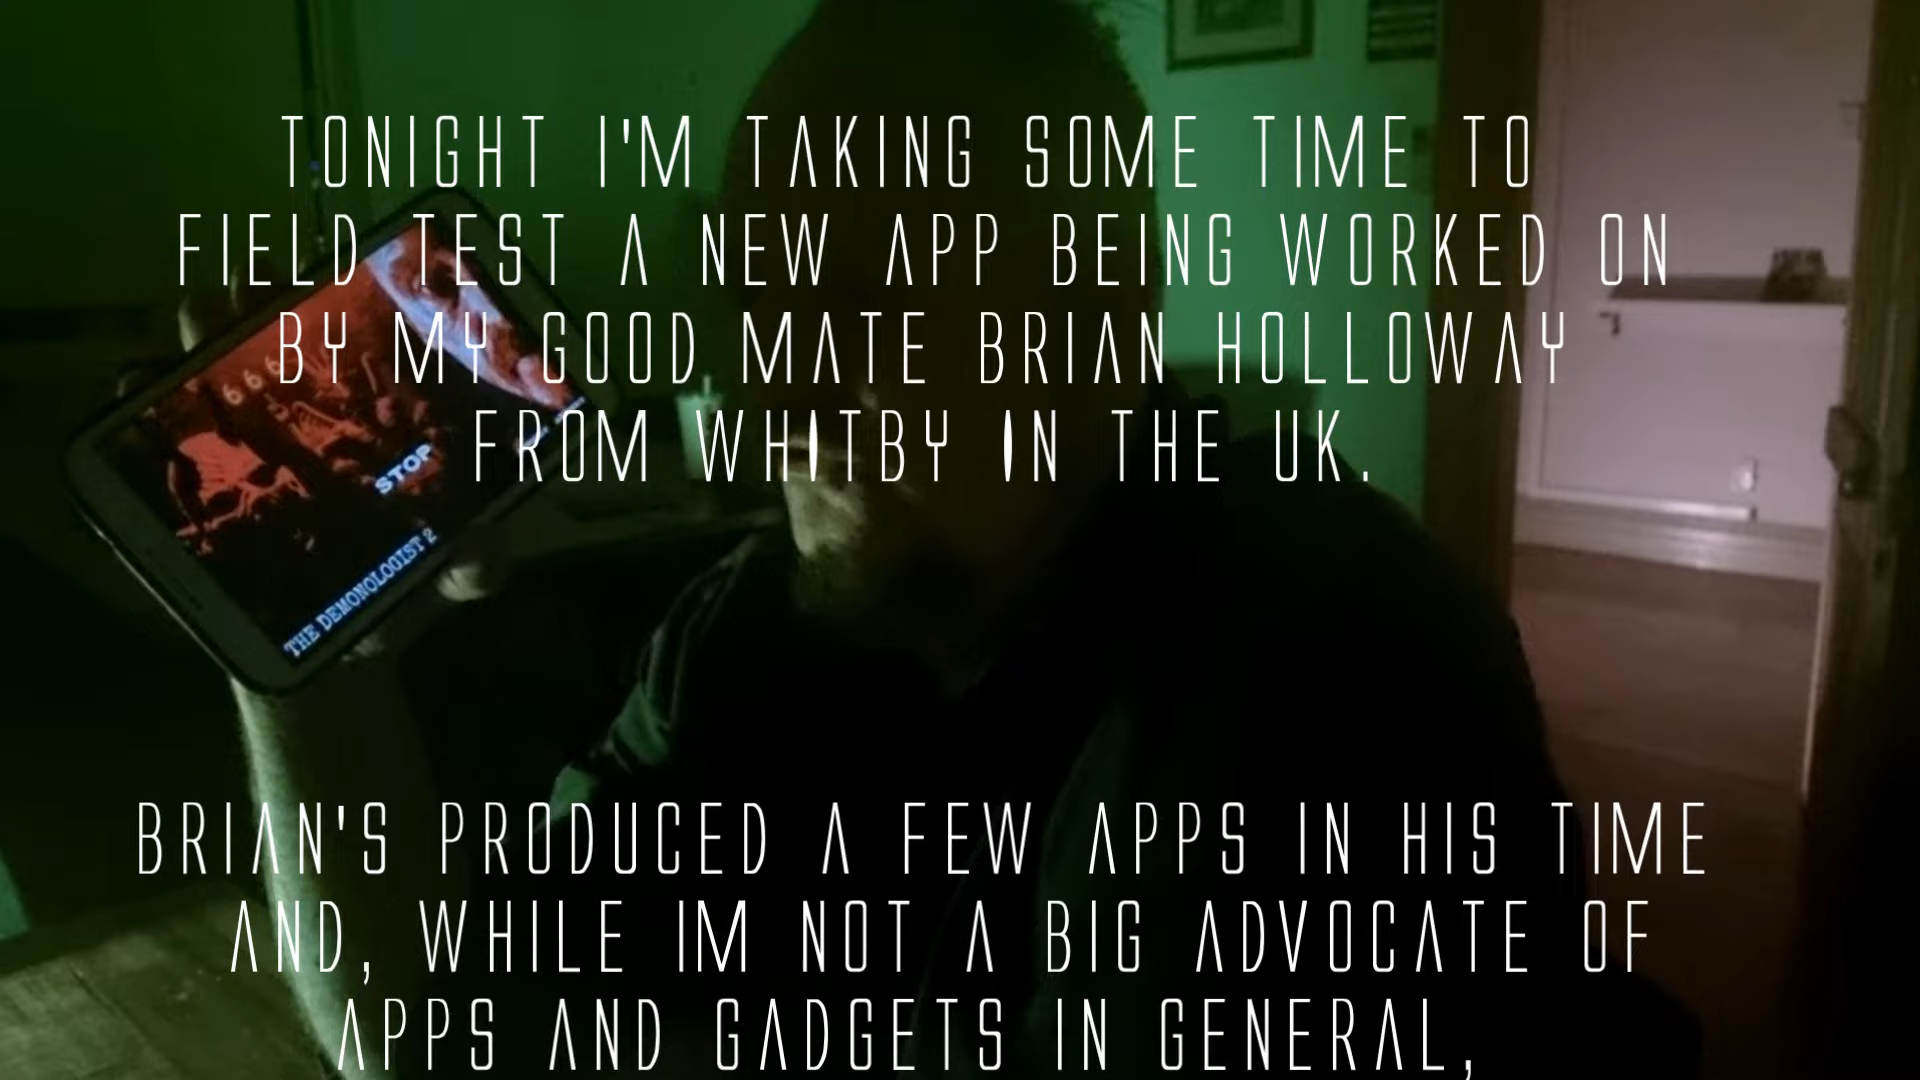 TONIGHT I'M TAKING SOME TIME TO
FIELD TEST A NEW APP BEING WORKED ON
BY MY GOOD MATE BRIAN HOLLOWAY
FROM WHITBY IN THE UK.
666
STOP
THE DEMONOLOGIST 2
BRIAN'S PRODUCED A FEW APPS IN HIS TIME
AND, WHILE IM NOT A BIG ADVOCATE OF
APPS AND GADGETS IN GENERAL,